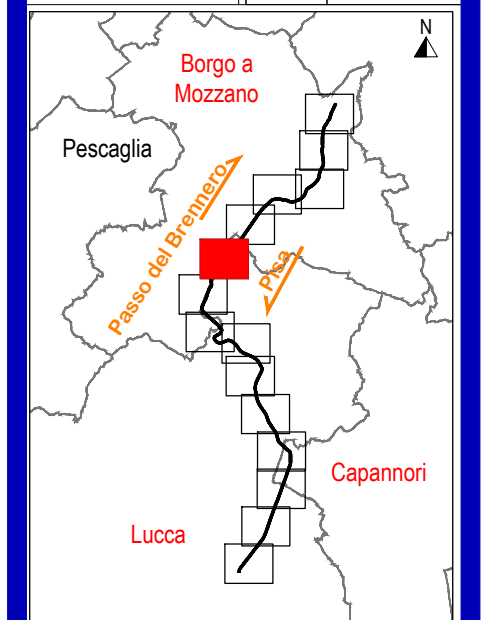 N
Borgo a
Mozzano
Pescaglia
Passo del Brennero
Pisa
Capannori
Lucca